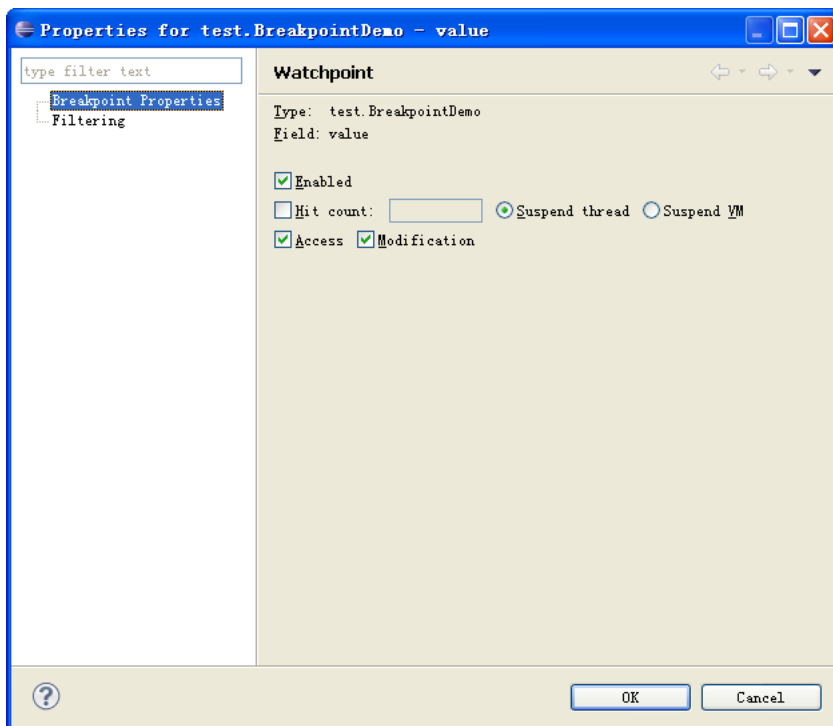 Properties for test.BreakpointDemo - value
type filter text
Breakpoint Properties
Filtering
Watchpoint
Type: test.BreakpointDemo
Field: value
Enabled
Hit count: Suspend thread Suspend VM
Access Modification
OK Cancel